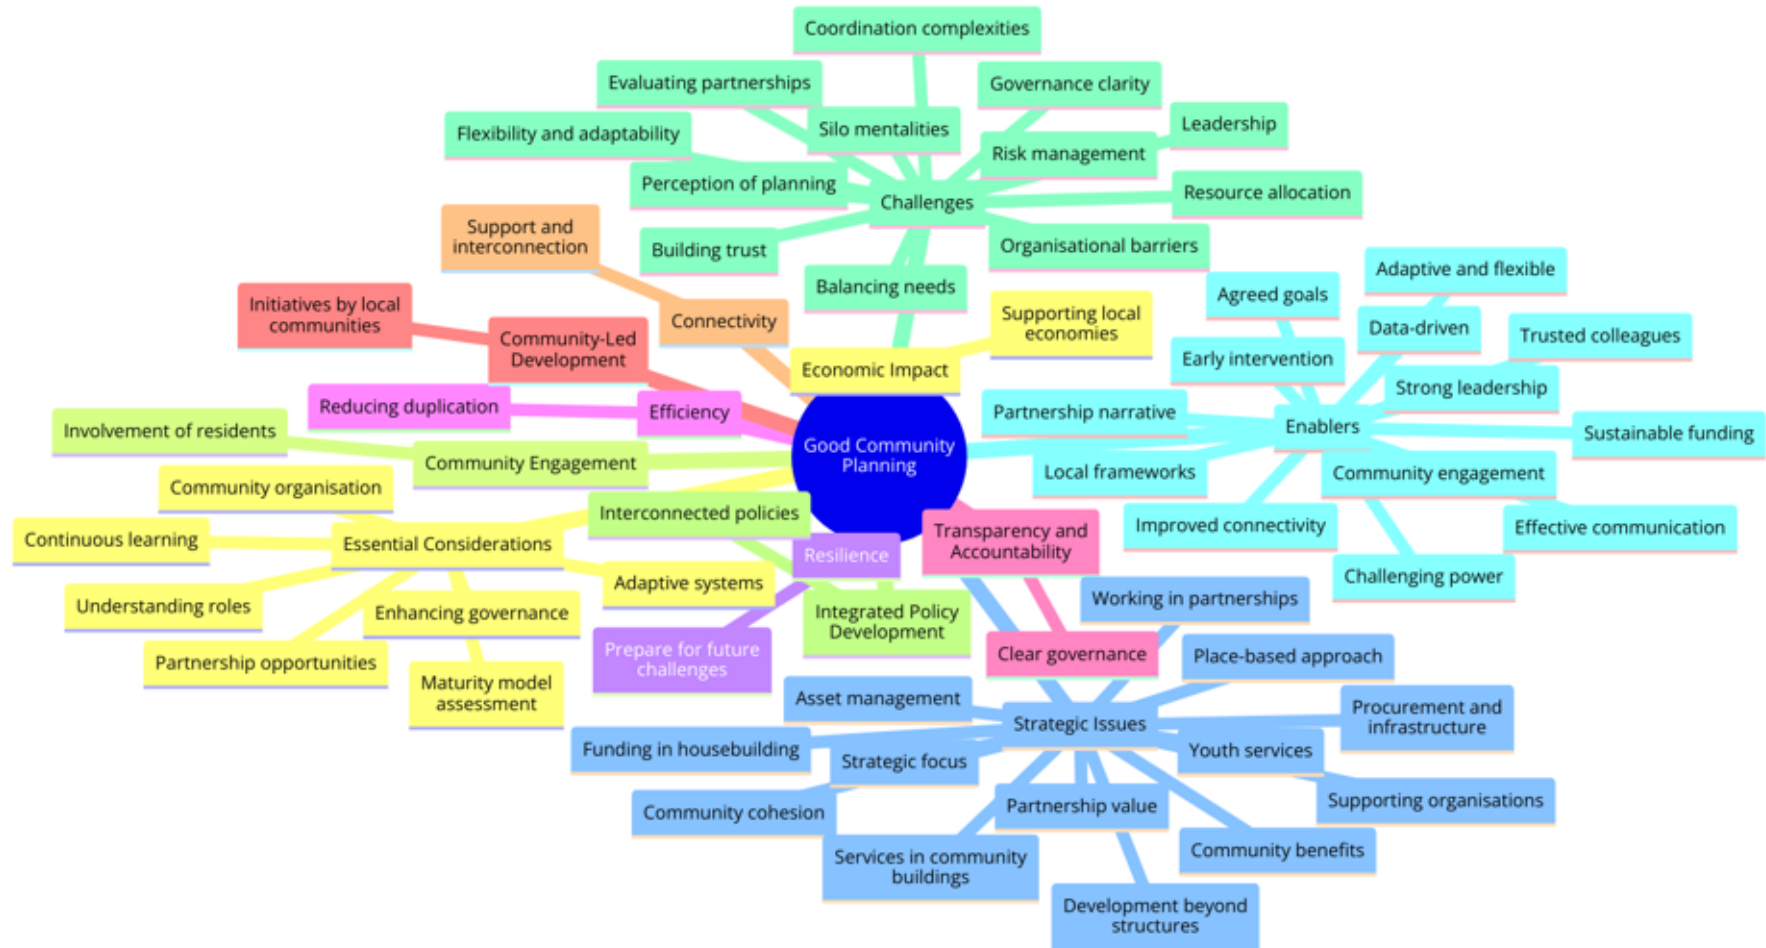 Coordination complexities
Evaluating partnerships
Governance clarity
Flexibility and adaptability
Silo mentalities
Leadership
Risk management
Perception of planning
Challenges
Resource allocation
Support and
interconnection
Building trust
Organisational barriers
Balancing needs
Adaptive and flexible
Agreed goals
Initiatives by local
communities
Connectivity
Supporting local
economies
Data-driven
Trusted colleagues
Community-Led
Development
Economic Impact
Early intervention
Strong leadership
Reducing duplication
Efficiency
Partnership narrative
Enablers
Sustainable funding
Involvement of residents
Community Engagement
Good Community
Planning
Local frameworks
Community engagement
Community organisation
Interconnected policies
Improved connectivity
Effective communication
Continuous learning
Essential Considerations
Resilience
Transparency and
Accountability
Adaptive systems
Challenging power
Understanding roles
Enhancing governance
Integrated Policy
Development
Working in partnerships
Partnership opportunities
Prepare for future
challenges
Clear governance
Place-based approach
Maturity model
assessment
Asset management
Strategic Issues
Procurement and
infrastructure
Funding in housebuilding
Strategic focus
Youth services
Community cohesion
Partnership value
Supporting organisations
Services in community
buildings
Community benefits
Development beyond
structures